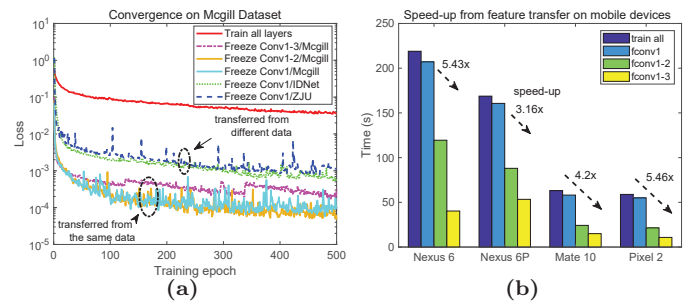 Convergence on Mcgill Dataset
Train all layers
Freeze Conv1-3/Mcgill
Freeze Conv1-2/Mcgill
Freeze Conv1/Mcgill
Freeze Conv1/IDNet
Freeze Conv1/ZJU
transferred from
different data
transferred from
the same data
10^1
10^0
10^-1
10^-2
10^-3
10^-4
10^-5
Loss
0 100 200 300 400 500
Training epoch
(a)
Speed-up from feature transfer on mobile devices
train all
fconv1
fconv1-2
fconv1-3
5.43x
speed-up
3.16x
4.2x
5.46x
250
200
150
100
50
0
Time (s)
Nexus 6 Nexus 6P Mate 10 Pixel 2
(b)